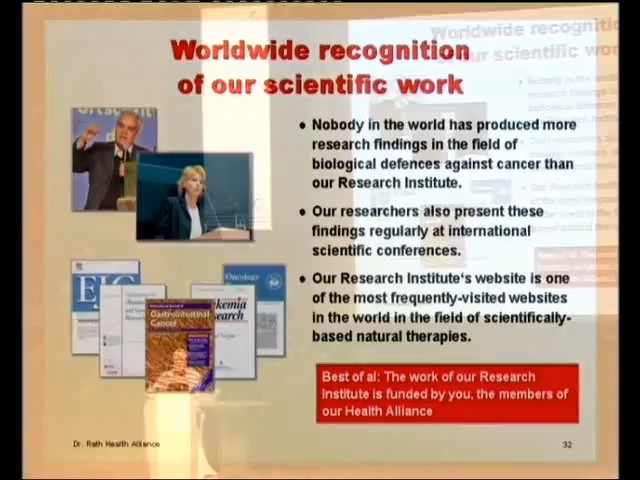 Worldwide recognition
of our scientific work
● Nobody in the world has produced more
research findings in the field of
biological defences against cancer than
our Research Institute.
● Our researchers also present these
findings regularly at international
scientific conferences.
● Our Research Institute's website is one
of the most frequently-visited websites
in the world in the field of scientifically-
based natural therapies.
Best of al: The work of our Research
Institute is funded by you, the members of
our Health Alliance
EJC
Oncology
Gastrointestinal
Cancer
Dr. Rath Health Alliance
32